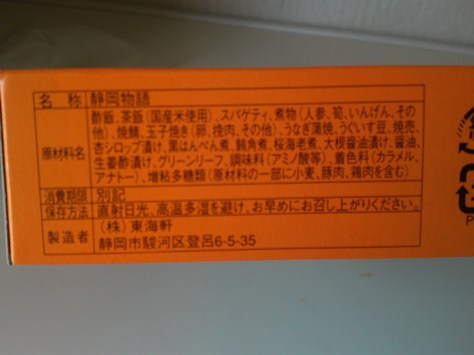 名 称 静岡物語
原材料名 酢飯、茶飯(国産米使用)、スパゲティ、煮物(人参、筍、いんげん、その
他)、焼鯖、玉子焼き(卵、挽肉、その他)、うなぎ蒲焼、うぐいす豆、焼売、
杏シロップ漬け、黒はんぺん煮、鮪角煮、桜海老煮、大根醤油漬け、醤油、
生姜酢漬け、グリーンリーフ、調味料(アミノ酸等)、着色料(カラメル、
アナトー)、増粘多糖類(原材料の一部に小麦、豚肉、鶏肉を含む)
消費期限 別記
保存方法 直射日光、高温多湿を避け、お早めにお召し上がりください。
製造者 (株)東海軒
静岡市駿河区登呂6-5-35